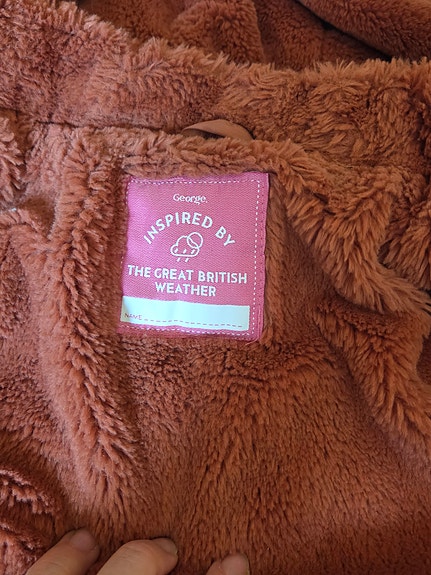 George.
INSPIRED BY
THE GREAT BRITISH
WEATHER
NAME